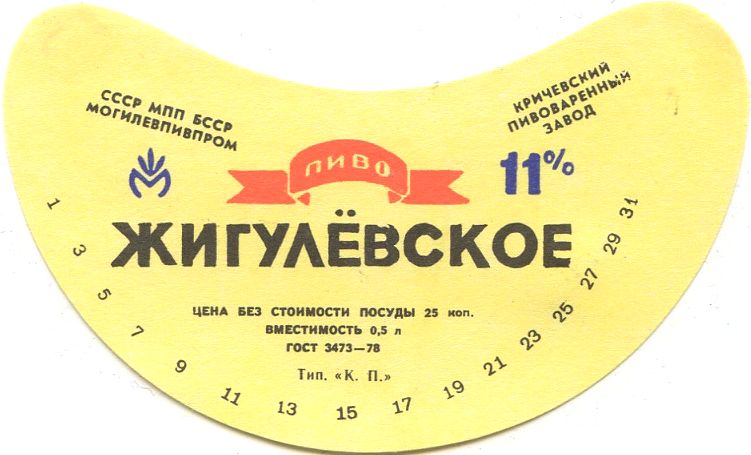 СССР МПП БССР
МОГИЛЕВПИВПРОМ
КРИЧЕВСКИЙ
ПИВОВАРЕННЫЙ
ЗАВОД
ПИВО
11%
ЖИГУЛЁВСКОЕ
ЦЕНА БЕЗ СТОИМОСТИ ПОСУДЫ 25 коп.
ВМЕСТИМОСТЬ 0,5 л
ГОСТ 3473—78
Тип. «К. П.»
1 3 5 7 9 11 13 15 17 19 21 23 25 27 29 31